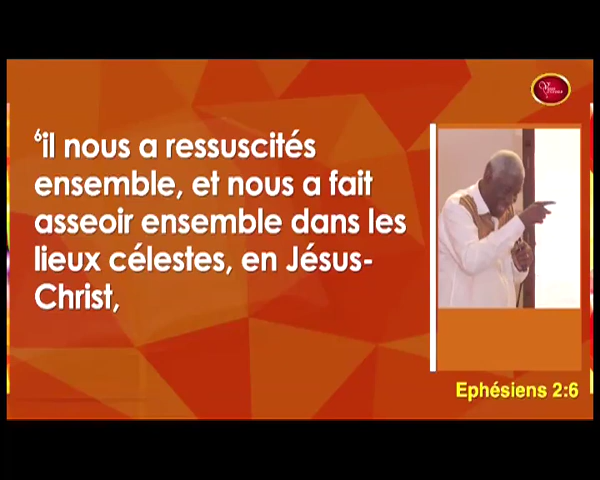 ⁶il nous a ressuscités
ensemble, et nous a fait
asseoir ensemble dans les
lieux célestes, en Jésus-
Christ,
Ephésiens 2:6